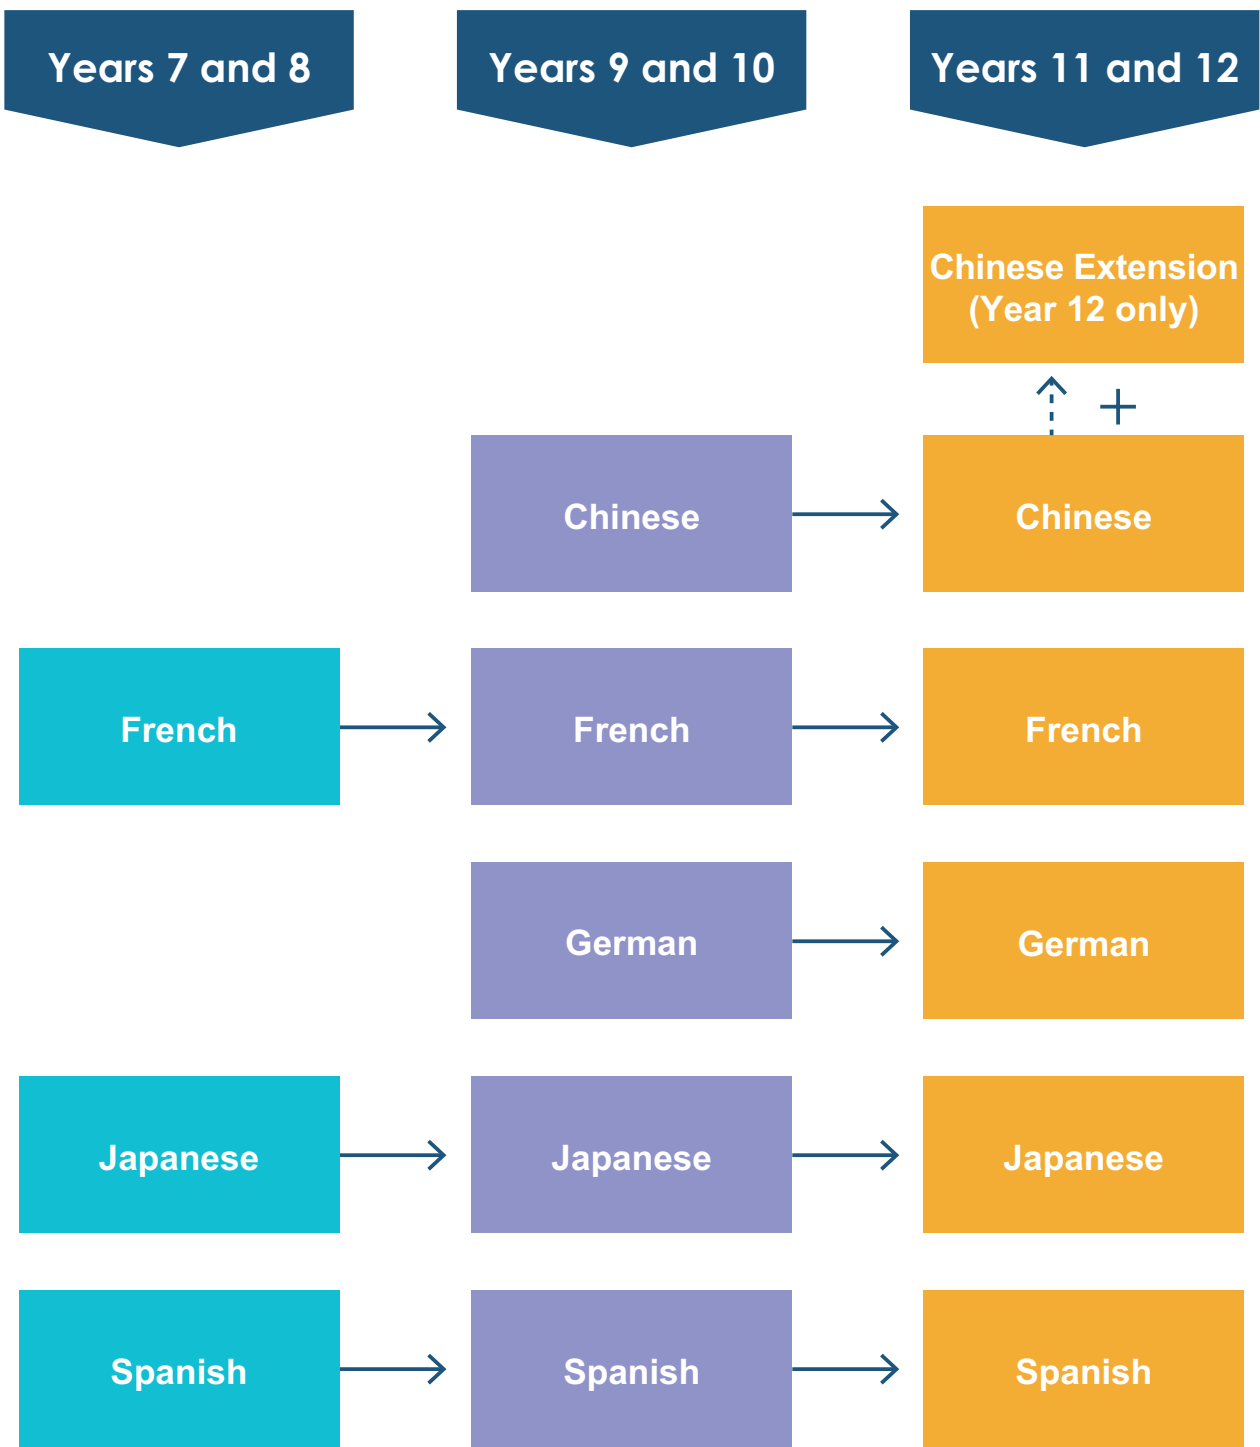 Years 7 and 8
Years 9 and 10
Years 11 and 12
Chinese Extension
(Year 12 only)
+
Chinese
Chinese
French
French
French
German
German
Japanese
Japanese
Japanese
Spanish
Spanish
Spanish